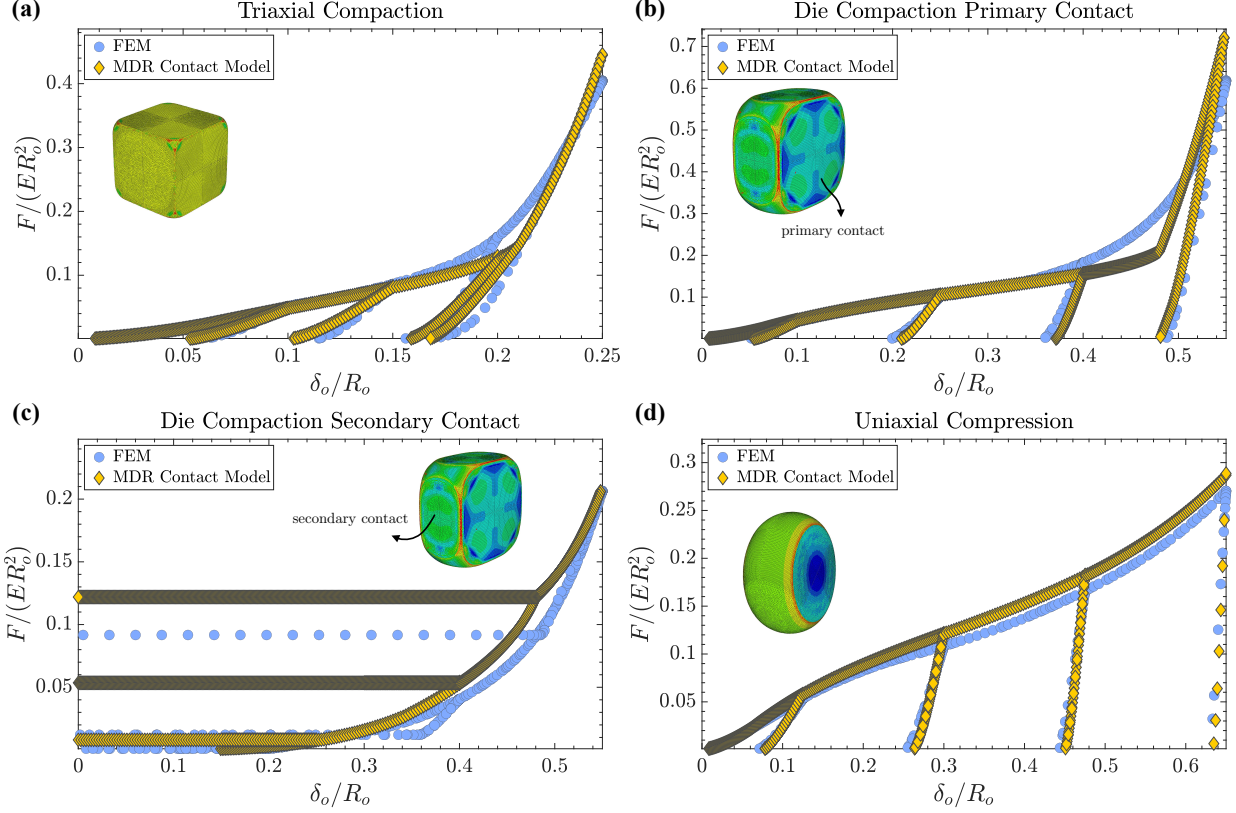 (a)
Triaxial Compaction
FEM
MDR Contact Model
F/(ER_o^2)
0.4
0.3
0.2
0.1
0
0.05
0.1
0.15
0.2
0.25
δ_o/R_o
(b)
Die Compaction Primary Contact
FEM
MDR Contact Model
primary contact
F/(ER_o^2)
0.7
0.6
0.5
0.4
0.3
0.2
0.1
0
0.1
0.2
0.3
0.4
0.5
δ_o/R_o
(c)
Die Compaction Secondary Contact
FEM
MDR Contact Model
secondary contact
F/(ER_o^2)
0.2
0.15
0.1
0.05
0
0.1
0.2
0.3
0.4
0.5
δ_o/R_o
(d)
Uniaxial Compression
FEM
MDR Contact Model
F/(ER_o^2)
0.3
0.25
0.2
0.15
0.1
0.05
0
0.1
0.2
0.3
0.4
0.5
0.6
δ_o/R_o